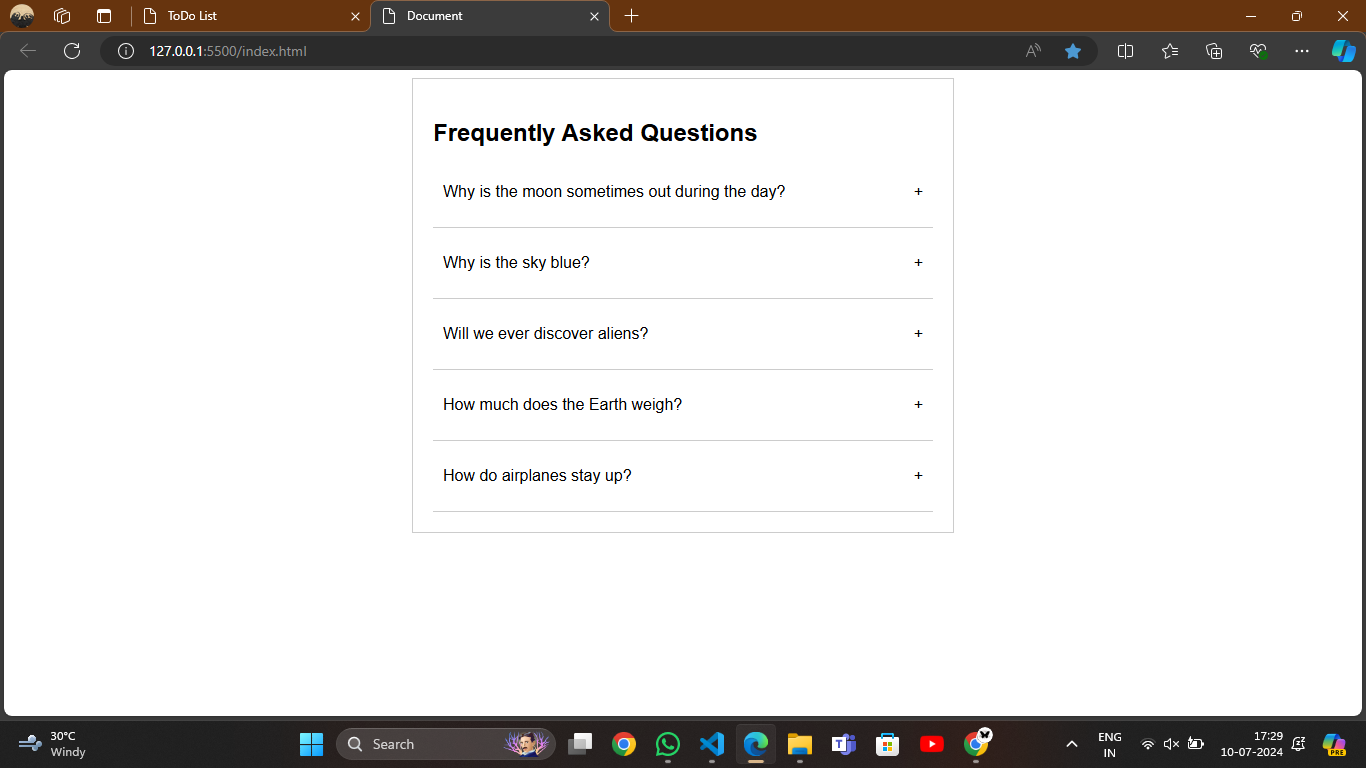 ToDo List
Document
127.0.0.1:5500/index.html
Frequently Asked Questions
Why is the moon sometimes out during the day? +
Why is the sky blue? +
Will we ever discover aliens? +
How much does the Earth weigh? +
How do airplanes stay up? +
30°C
Windy
Search
ENG
IN
17:29
10-07-2024
PRE